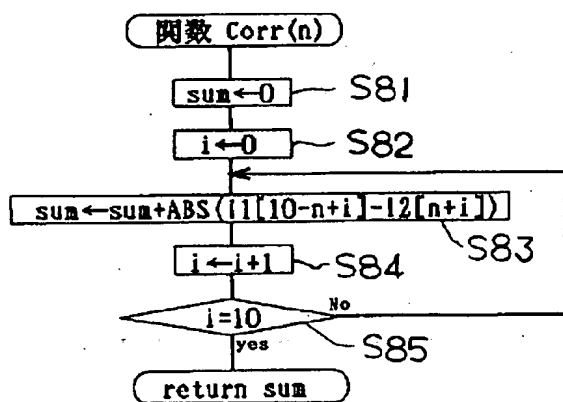 関数 Corr(n)
sum←0 S81
i←0 S82
sum←sum+ABS(I1[10-n+i]-I2[n+i])
S83
i←i+1 S84
i=10 No
S85
yes
return sum